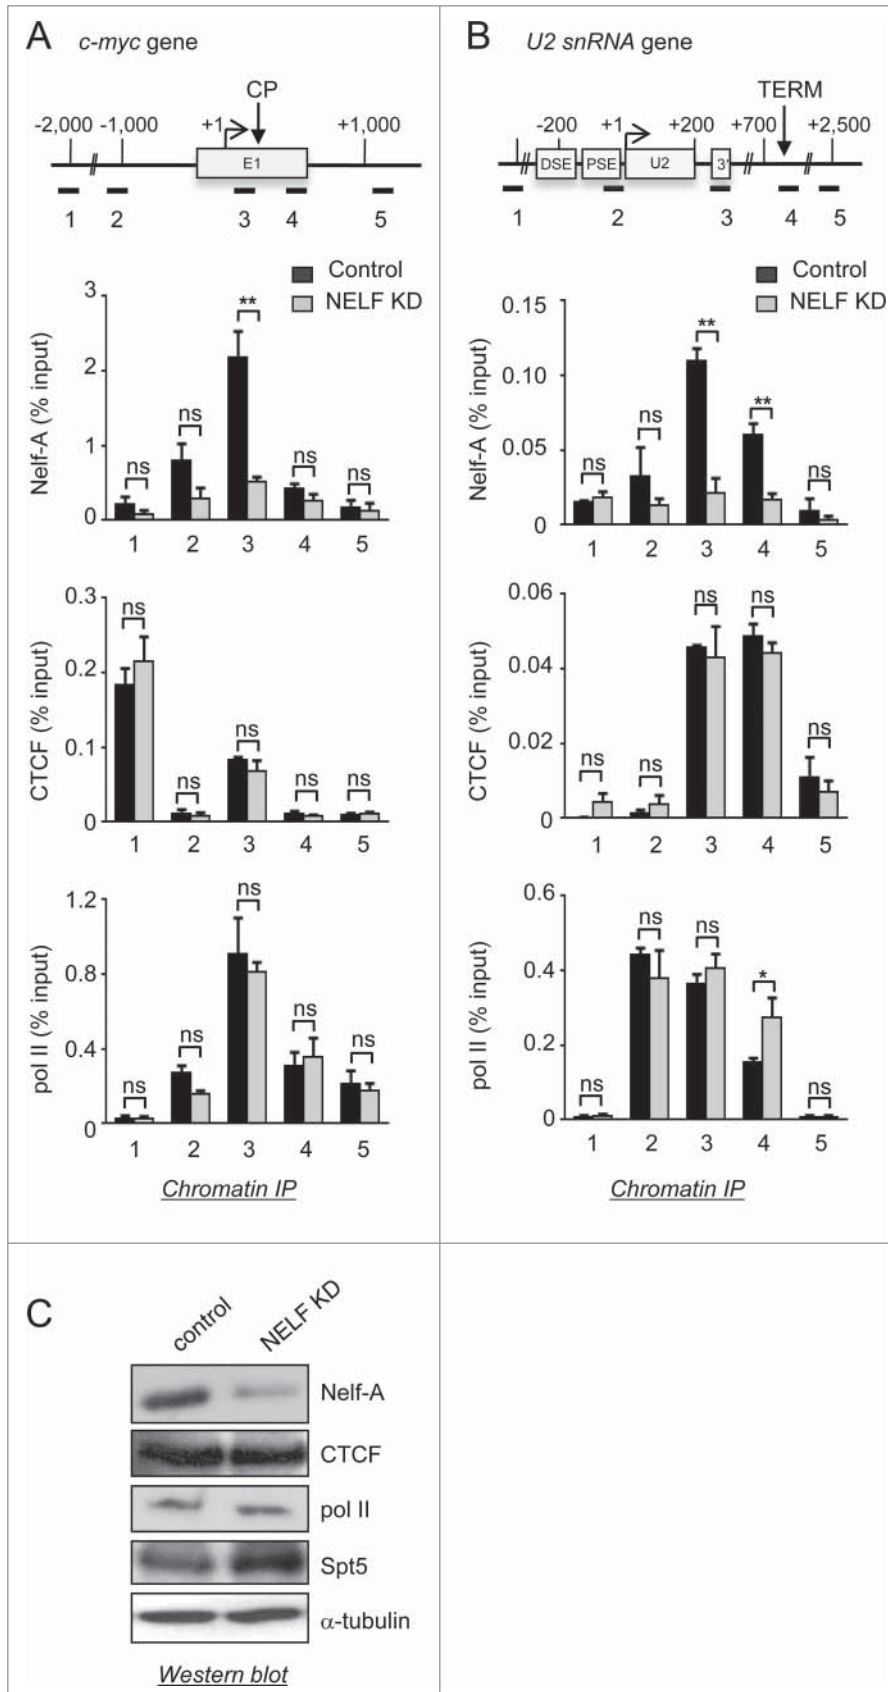 A c-myc gene
CP
-2,000 -1,000 +1 +1,000
E1
1 2 3 4 5
Control
NELF KD
Nelf-A (% input)
3
2
1
0
ns ns ** ns ns
1 2 3 4 5
CTCF (% input)
0.3
0.2
0.1
0
ns ns ns ns ns
1 2 3 4 5
pol II (% input)
1.2
0.8
0.4
0
ns ns ns ns ns
1 2 3 4 5
Chromatin IP
B U2 snRNA gene
TERM
-200 +1 +200 +700 +2,500
DSE PSE U2 3'
1 2 3 4 5
Control
NELF KD
Nelf-A (% input)
0.15
0.10
0.05
0
ns ns ** ** ns
1 2 3 4 5
CTCF (% input)
0.06
0.04
0.02
0
ns ns ns ns ns
1 2 3 4 5
pol II (% input)
0.6
0.4
0.2
0
ns ns ns * ns
1 2 3 4 5
Chromatin IP
C
control NELF KD
Nelf-A
CTCF
pol II
Spt5
α-tubulin
Western blot